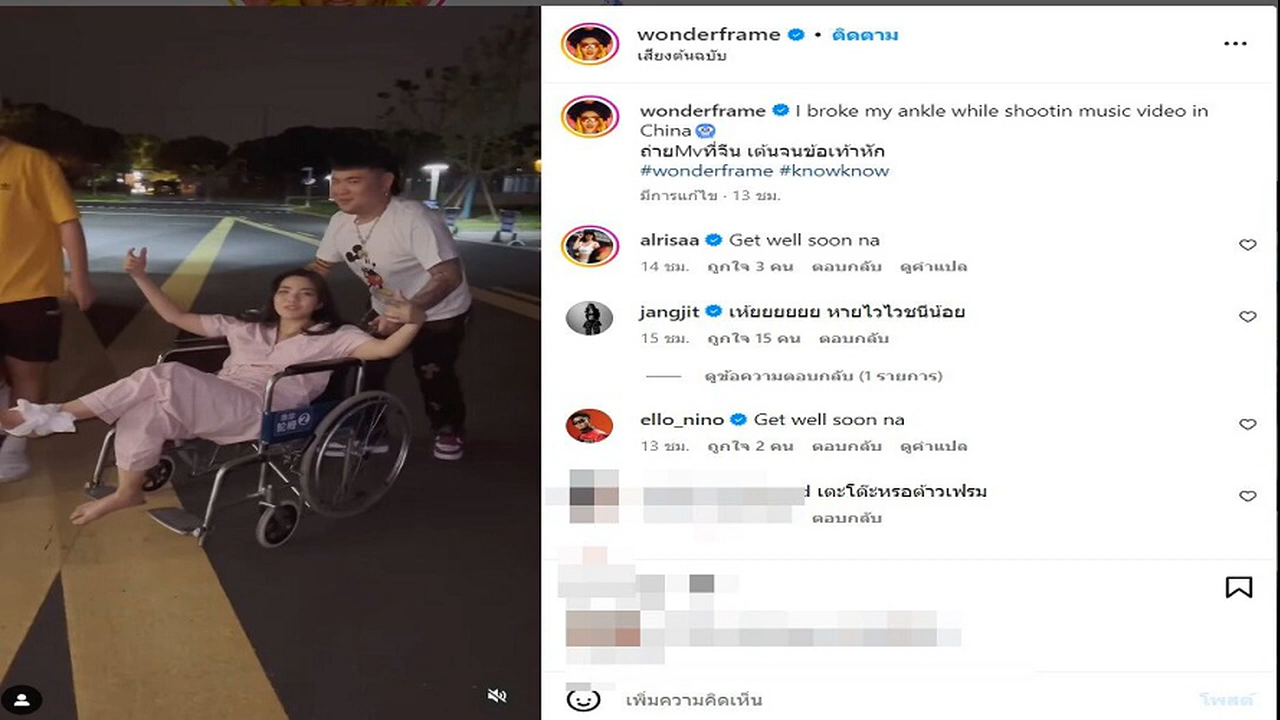 wonderframe • ติดตาม
เสียงต้นฉบับ
wonderframe I broke my ankle while shootin music video in
China
ถ่ายMvที่จีน เต้นจนข้อเท้าหัก
#wonderframe #knowknow
มีการแก้ไข · 13 ชม.
alrisaa Get well soon na
14 ชม. ถูกใจ 3 คน ตอบกลับ ดูคำแปล
jangjit เห้ยยยยยย หายไวไวชนีน้อย
15 ชม. ถูกใจ 15 คน ตอบกลับ
ดูข้อความตอบกลับ (1 รายการ)
ello_nino Get well soon na
13 ชม. ถูกใจ 2 คน ตอบกลับ ดูคำแปล
เตะโต๊ะหรอต้าวเฟรม
ตอบกลับ
เพิ่มความคิดเห็น
โพสต์
2